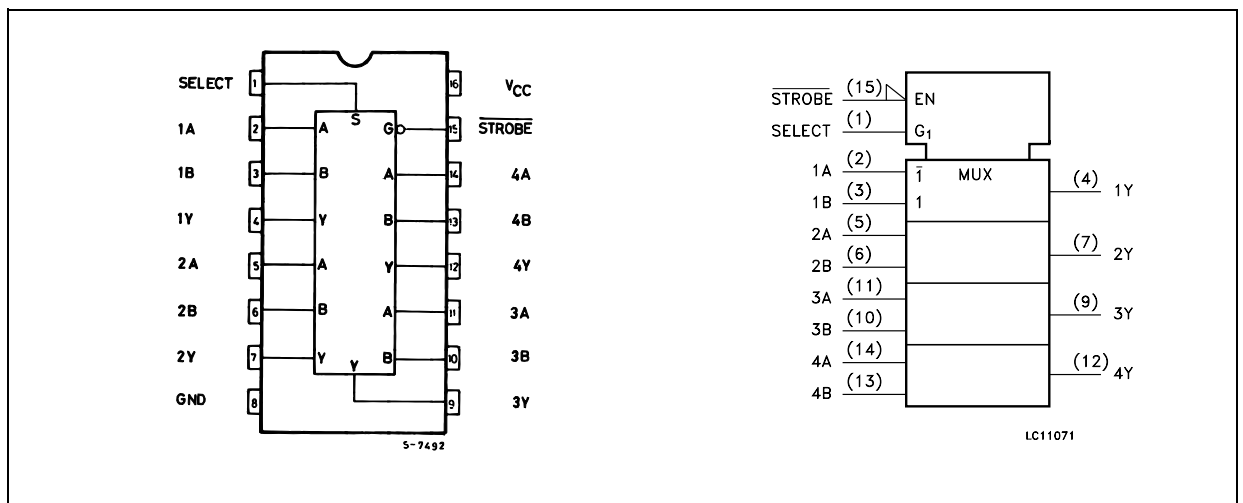 SELECT 1 16 VCC
S
1A 2 A G 15 STROBE
1B 3 B A 14 4A
1Y 4 Y B 13 4B
2A 5 A Y 12 4Y
2B 6 B A 11 3A
2Y 7 Y Y B 10 3B
GND 8 9 3Y
S-7492
STROBE (15) EN
SELECT (1) G1
1A (2) 1 MUX (4) 1Y
1B (3) 1
2A (5) (7) 2Y
2B (6)
3A (11) (9) 3Y
3B (10)
4A (14) (12) 4Y
4B (13)
LC11071